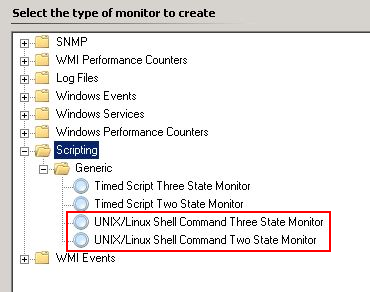 Select the type of monitor to create
SNMP
WMI Performance Counters
Log Files
Windows Events
Windows Services
Windows Performance Counters
Scripting
Generic
Timed Script Three State Monitor
Timed Script Two State Monitor
UNIX/Linux Shell Command Three State Monitor
UNIX/Linux Shell Command Two State Monitor
WMI Events